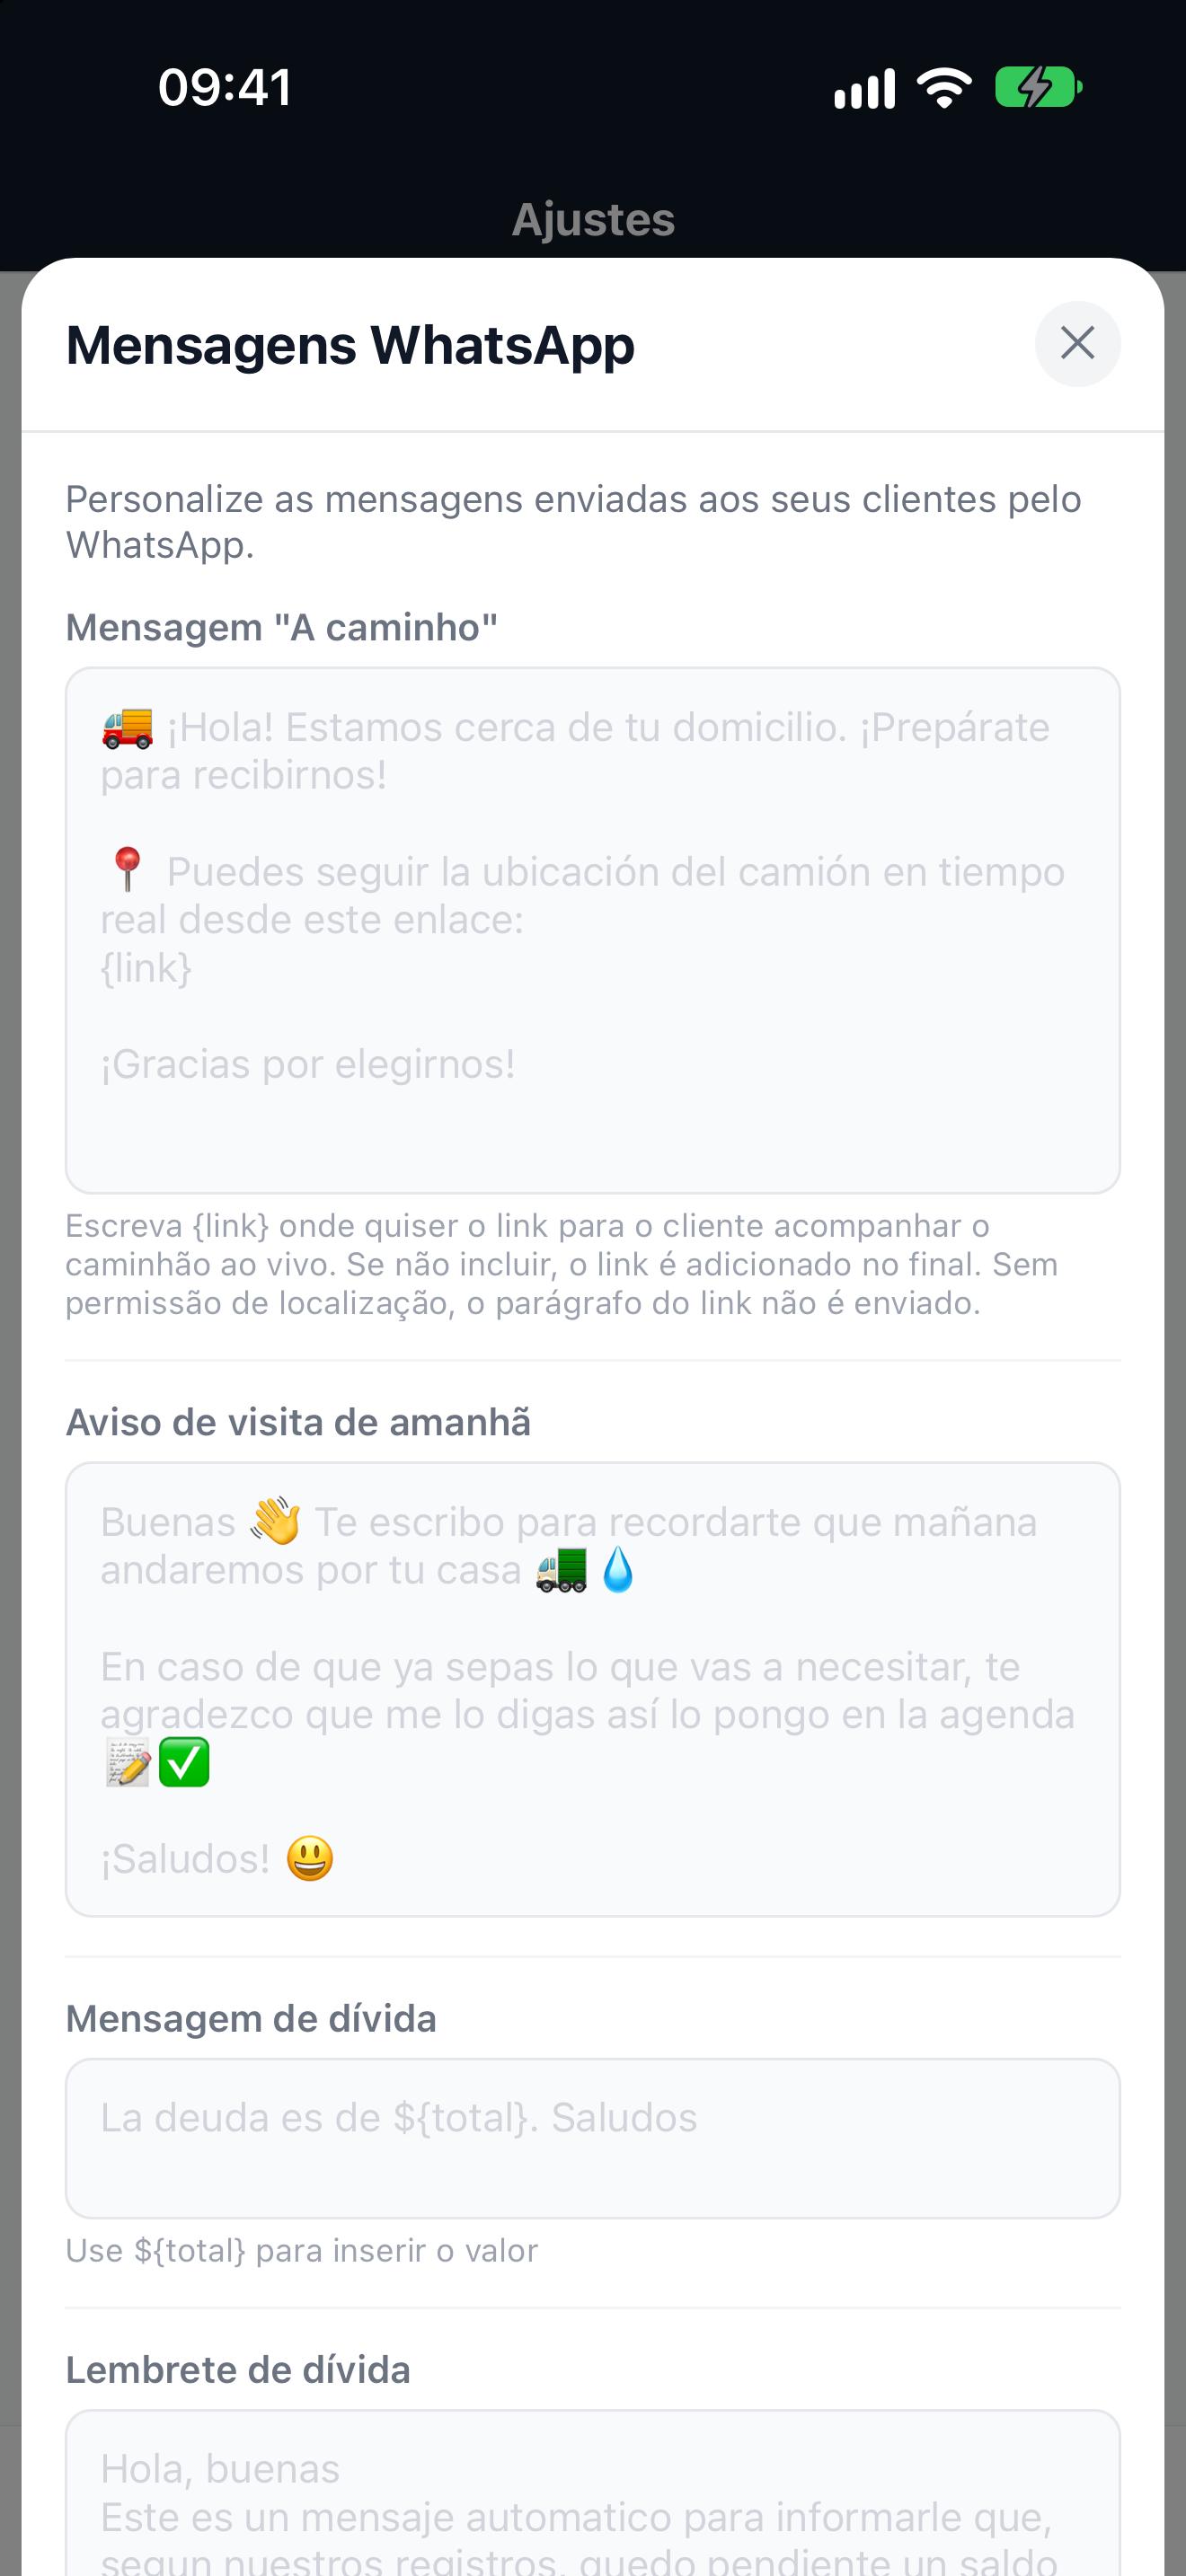 09:41
Ajustes
Mensagens WhatsApp
Personalize as mensagens enviadas aos seus clientes pelo
WhatsApp.
Mensagem "A caminho"
🚚 ¡Hola! Estamos cerca de tu domicilio. ¡Prepárate
para recibirnos!
📍 Puedes seguir la ubicación del camión en tiempo
real desde este enlace:
{link}
¡Gracias por elegirnos!
Escreva {link} onde quiser o link para o cliente acompanhar o
caminhão ao vivo. Se não incluir, o link é adicionado no final. Sem
permissão de localização, o parágrafo do link não é enviado.
Aviso de visita de amanhã
Buenas 👋 Te escribo para recordarte que mañana
andaremos por tu casa 🚛💧
En caso de que ya sepas lo que vas a necesitar, te
agradezco que me lo digas así lo pongo en la agenda
📝✅
¡Saludos! 😃
Mensagem de dívida
La deuda es de ${total}. Saludos
Use ${total} para inserir o valor
Lembrete de dívida
Hola, buenas
Este es un mensaje automatico para informarle que,
segun nuestros registros, quedo pendiente un saldo